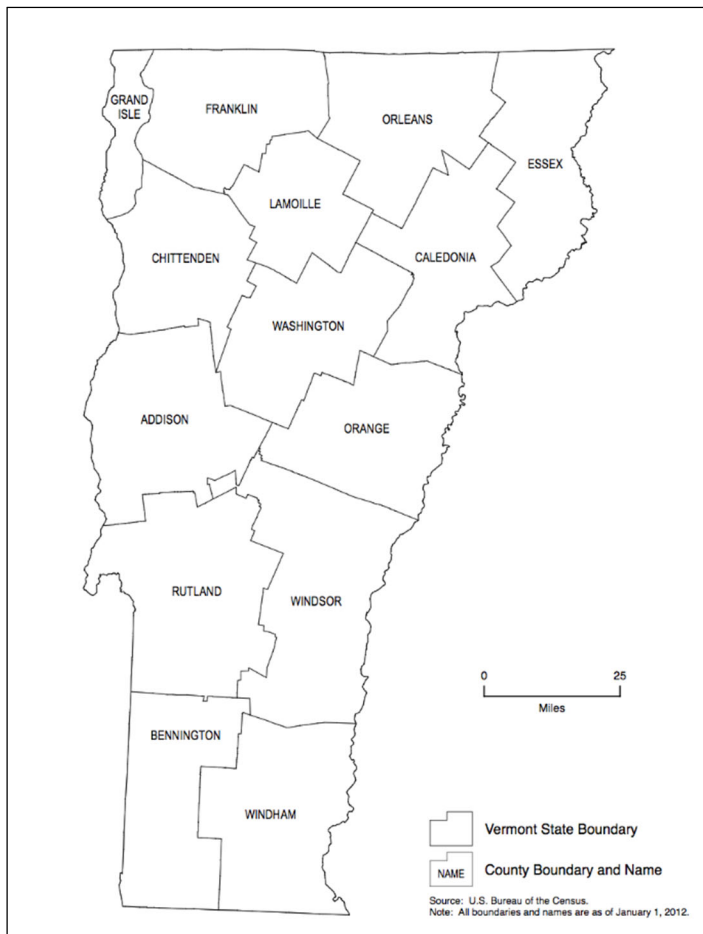 GRAND
ISLE
FRANKLIN
ORLEANS
ESSEX
LAMOILLE
CHITTENDEN
CALEDONIA
WASHINGTON
ADDISON
ORANGE
RUTLAND
WINDSOR
0 25
Miles
BENNINGTON
WINDHAM
Vermont State Boundary
NAME County Boundary and Name
Source: U.S. Bureau of the Census.
Note: All boundaries and names are as of January 1, 2012.